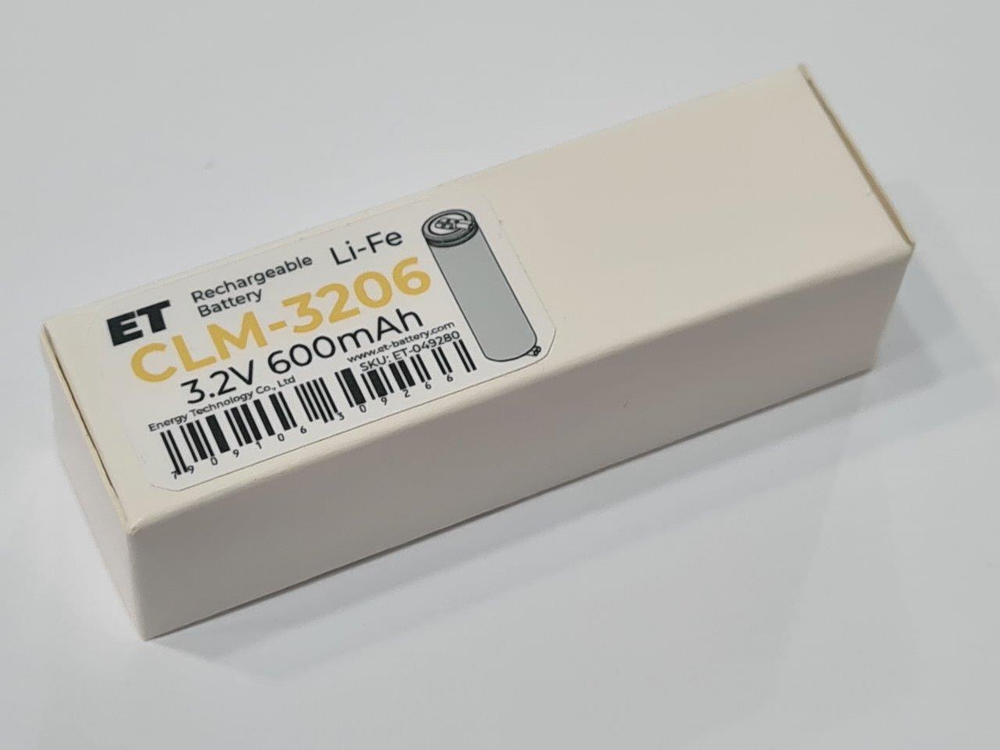 ET
Rechargeable
Battery
Li-Fe
CLM-3206
3.2V 600mAh
Energy Technology Co., Ltd
www.et-battery.com
SKU: ET-049280
7909106309266